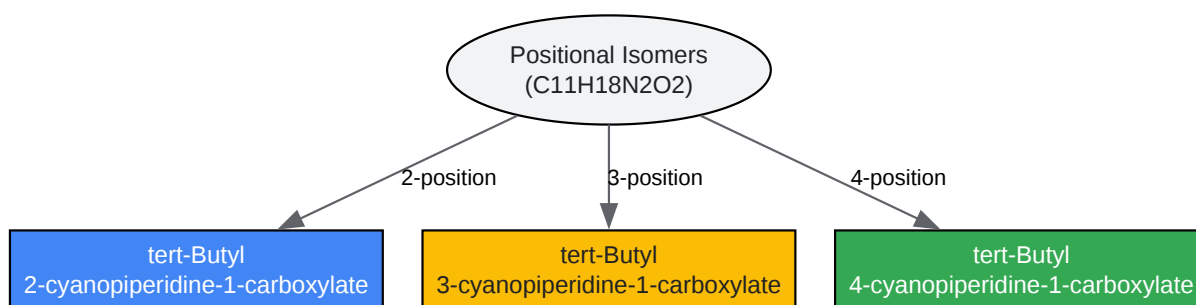 Positional Isomers
(C11H18N2O2)
2-position
3-position
4-position
tert-Butyl
2-cyanopiperidine-1-carboxylate
tert-Butyl
3-cyanopiperidine-1-carboxylate
tert-Butyl
4-cyanopiperidine-1-carboxylate